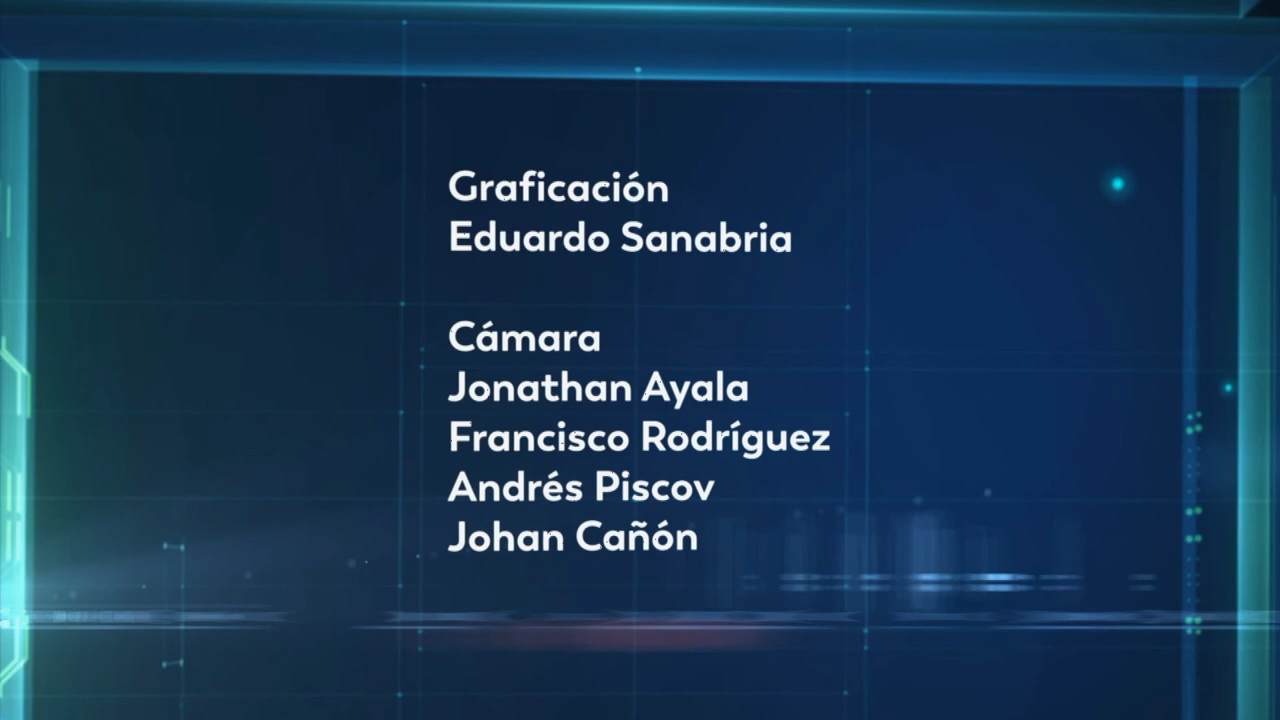 Graficación
Eduardo Sanabria
Cámara
Jonathan Ayala
Francisco Rodríguez
Andrés Piscov
Johan Cañón